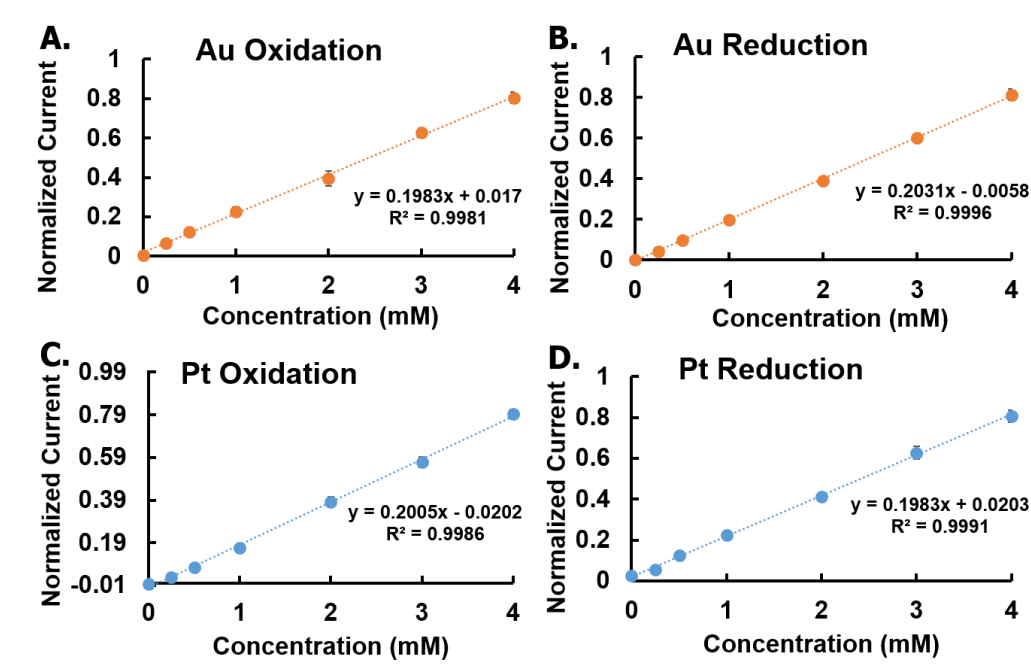 A.
Au Oxidation
Normalized Current
1
0.8
0.6
0.4
0.2
0
y = 0.1983x + 0.017
R² = 0.9981
0 1 2 3 4
Concentration (mM)
B.
Au Reduction
Normalized Current
1
0.8
0.6
0.4
0.2
0
y = 0.2031x - 0.0058
R² = 0.9996
0 1 2 3 4
Concentration (mM)
C.
Pt Oxidation
Normalized Current
0.99
0.79
0.59
0.39
0.19
-0.01
y = 0.2005x - 0.0202
R² = 0.9986
0 1 2 3 4
Concentration (mM)
D.
Pt Reduction
Normalized Current
1
0.8
0.6
0.4
0.2
0
y = 0.1983x + 0.0203
R² = 0.9991
0 1 2 3 4
Concentration (mM)